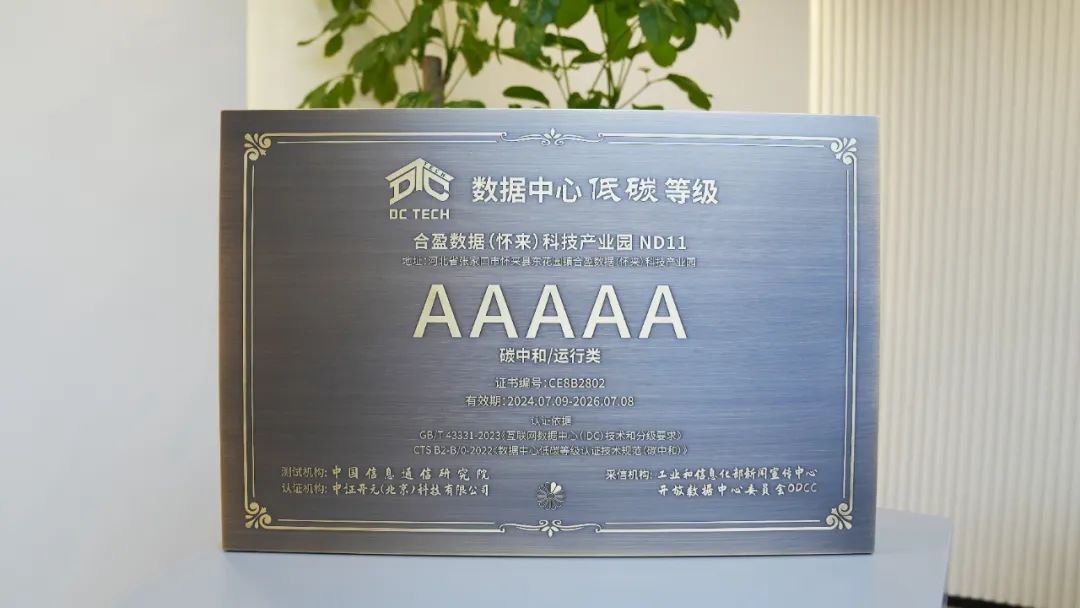 DC TECH
数据中心低碳等级
合盈数据(怀来)科技产业园 ND11
地址:河北省张家口市怀来县东花园镇合盈数据(怀来)科技产业园
AAAAA
碳中和/运行类
证书编号:CE8B2802
有效期:2024.07.09-2026.07.08
认证依据
GB/T 43331-2023《互联网数据中心(IDC)技术和分级要求》
CTS B2-B/0-2022《数据中心低碳等级认证技术规范(碳中和)》
测试机构:中国信息通信研究院
认证机构:中证开元(北京)科技有限公司
采信机构:工业和信息化部新闻宣传中心
开放数据中心委员会ODCC